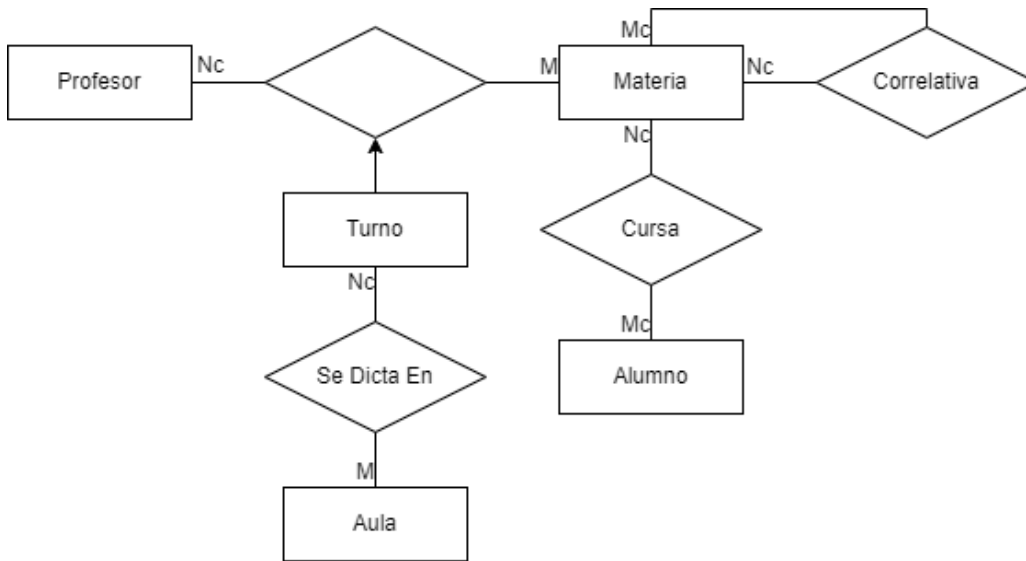 Profesor
Nc
M
Materia
Mc
Nc
Correlativa
Nc
Turno
Cursa
Nc
Mc
Se Dicta En
Alumno
M
Aula